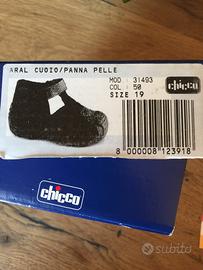 ARAL CUOIO/PANNA PELLE
MOD : 31493
COL : 50
SIZE 19
chicco
8 000008 123918
chicco
subito